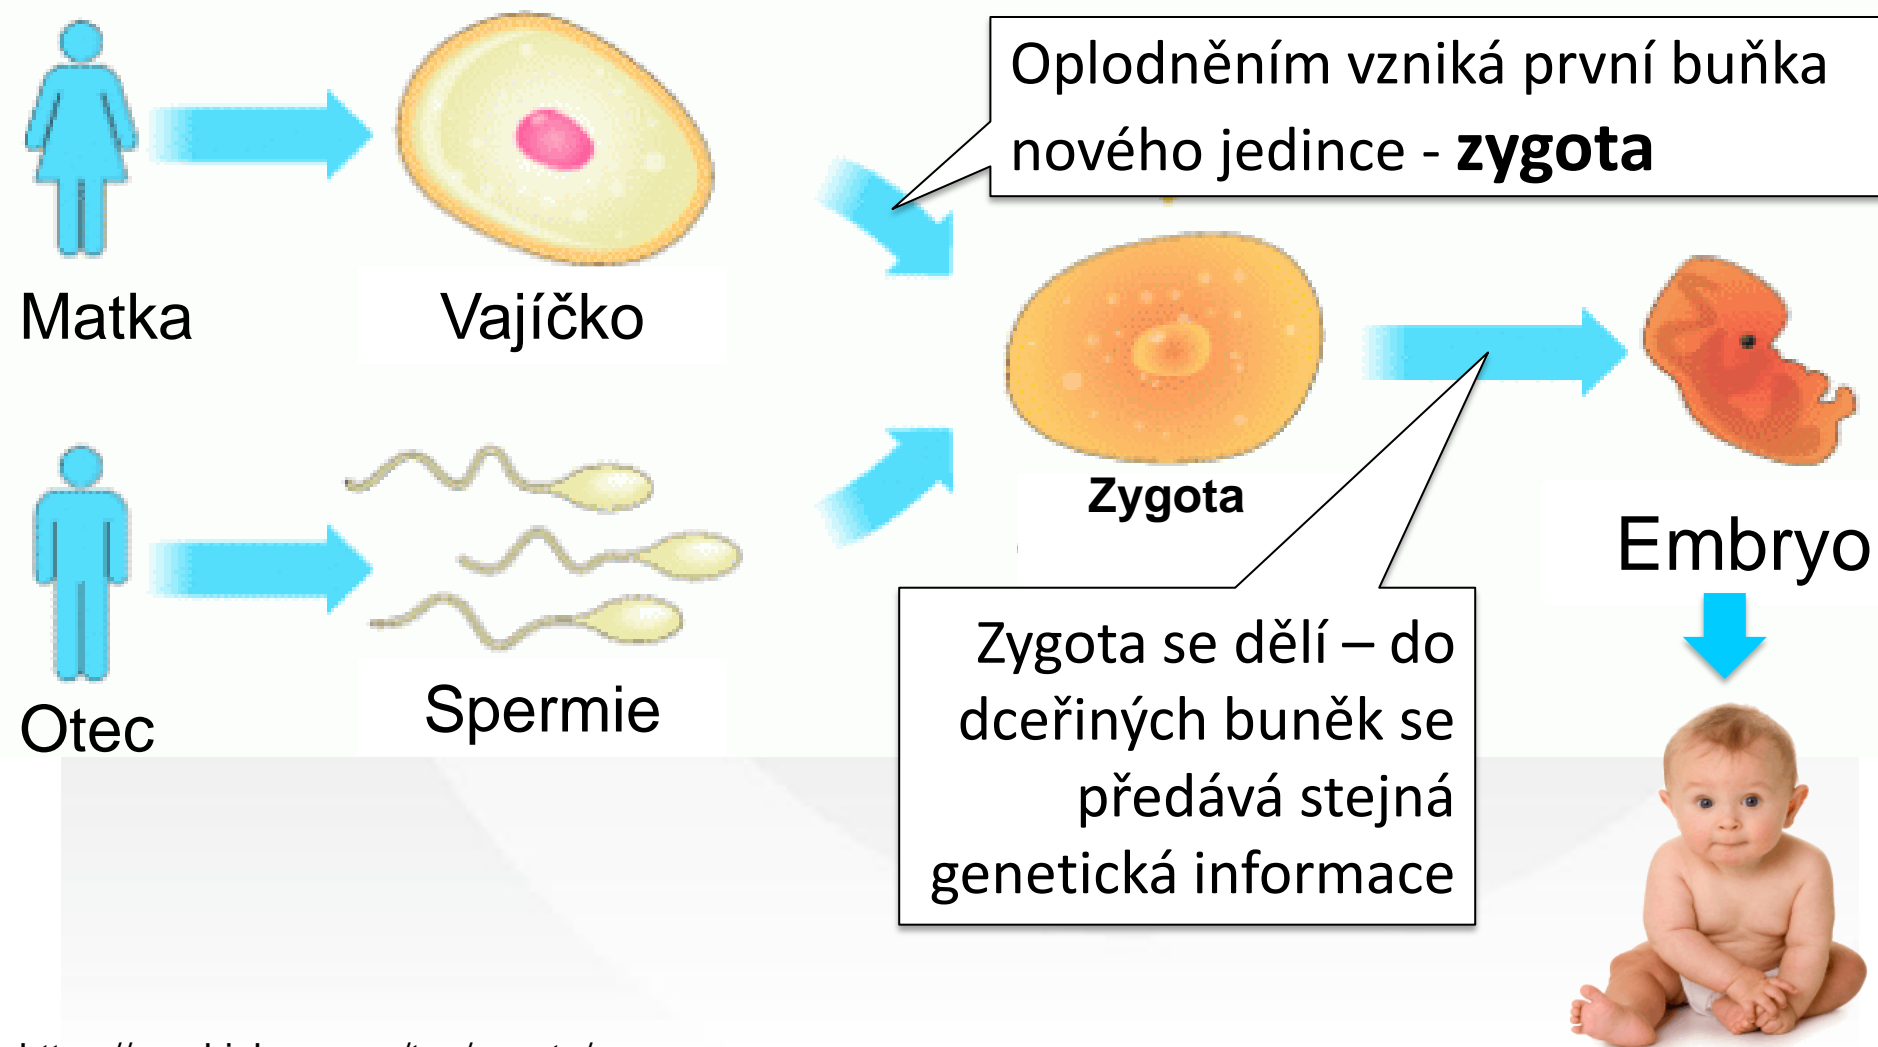 Oplodněním vzniká první buňka
nového jedince - zygota
Matka
Vajíčko
Zygota
Embryo
Otec
Spermie
Zygota se dělí – do
dceřiných buněk se
předává stejná
genetická informace